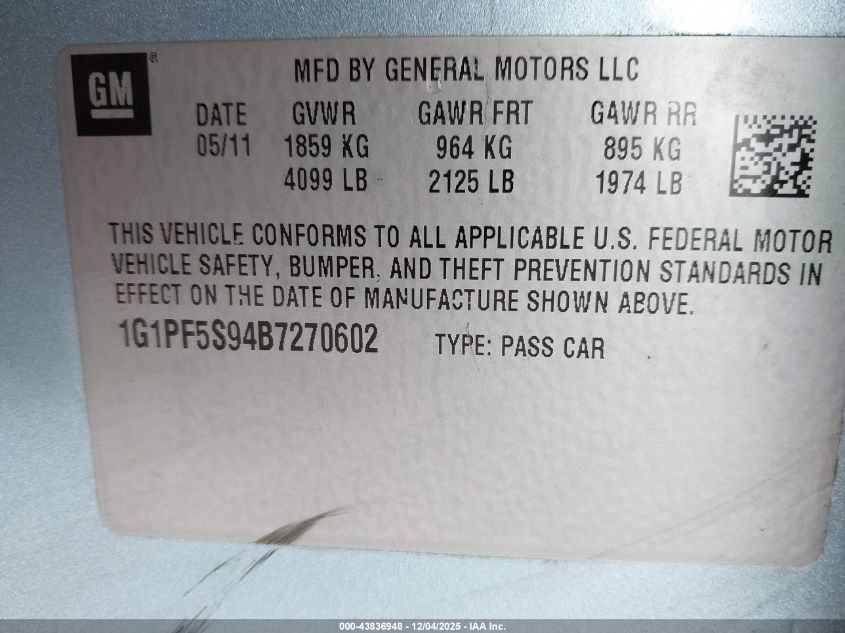 GM®
MFD BY GENERAL MOTORS LLC
DATE GVWR GAWR FRT GAWR RR
05/11 1859 KG 964 KG 895 KG
4099 LB 2125 LB 1974 LB
THIS VEHICLE CONFORMS TO ALL APPLICABLE U.S. FEDERAL MOTOR
VEHICLE SAFETY, BUMPER, AND THEFT PREVENTION STANDARDS IN
EFFECT ON THE DATE OF MANUFACTURE SHOWN ABOVE.
1G1PF5S94B7270602 TYPE: PASS CAR
000-43836948 - 12/04/2025 - IAA Inc.